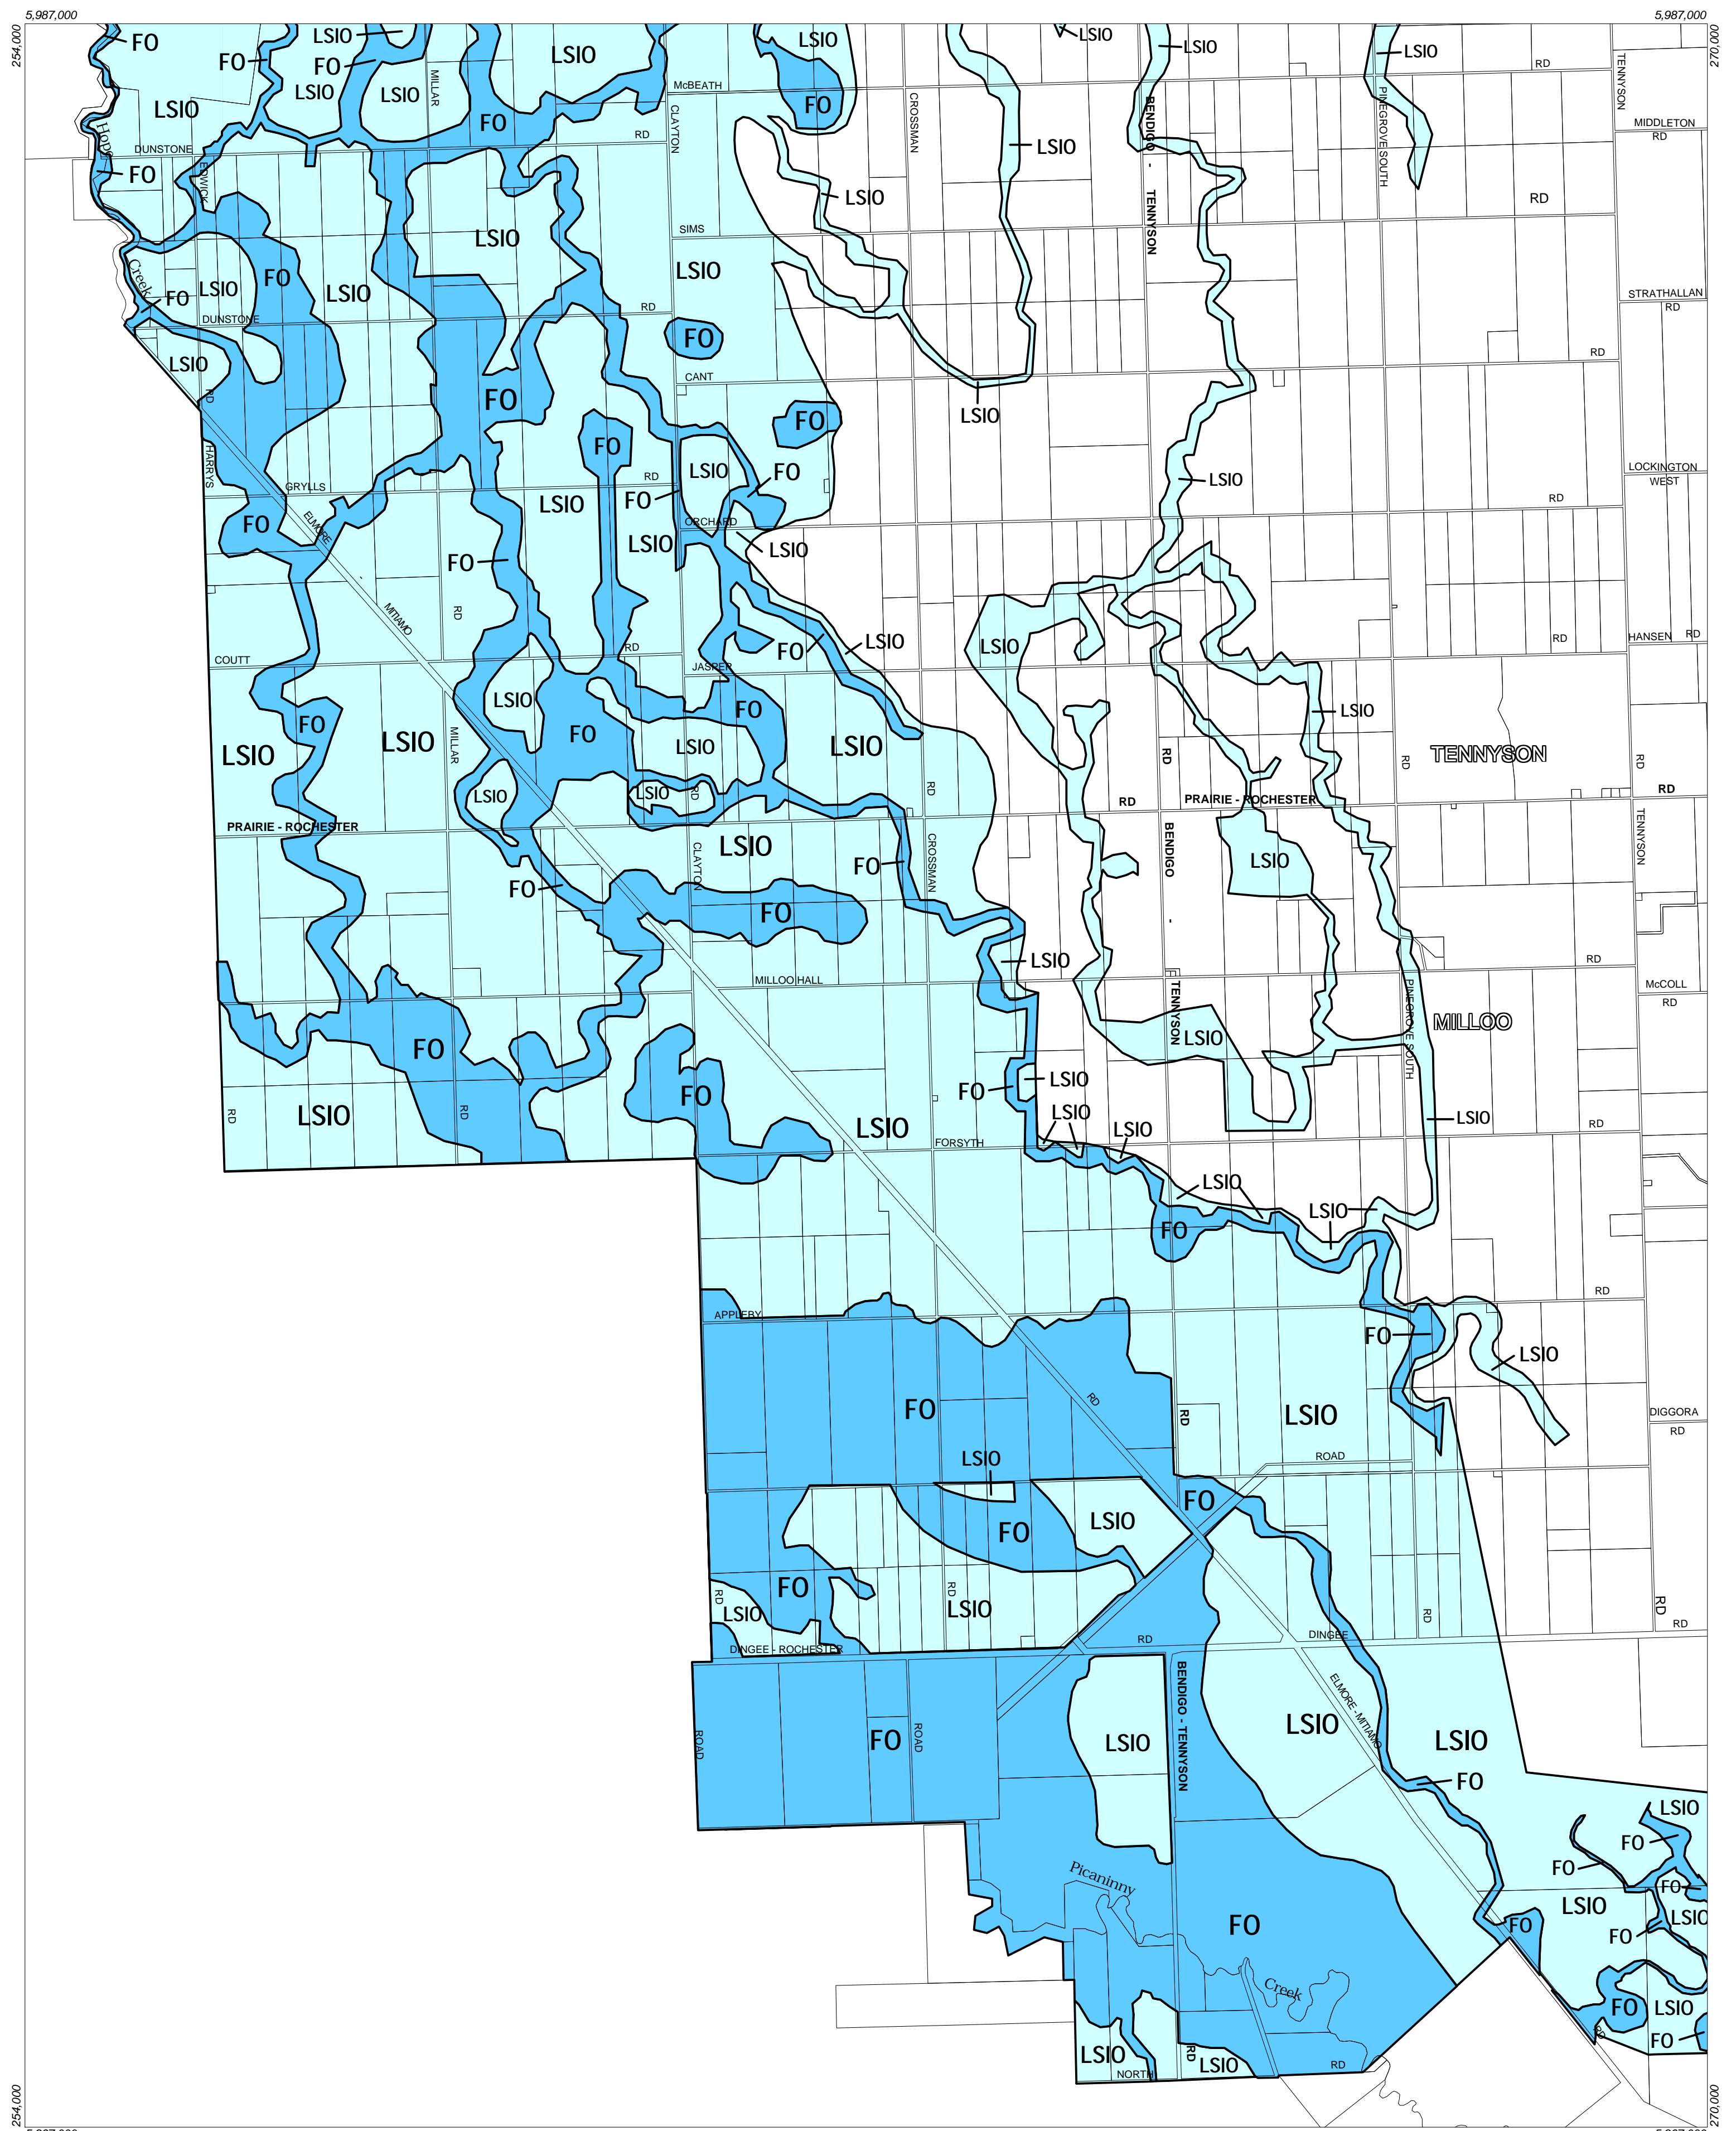 5,987,000
5,987,000
254,000
270,000
FO
LSIO
LSIO
LSIO
LSIO
LSIO
LSIO
FO
FO
RD
TENNYSON
LSIO
LSIO
MILLAR
McBEATH
LSIO
FO
FO
CLAYTON
CROSSMAN
BENDIGO - TENNYSON
PINEGROVE SOUTH
MIDDLETON
RD
RD
Hope
DUNSTONE
LSIO
FO
ELWICK
LSIO
RD
SIMS
LSIO
LSIO
Creek
FO
LSIO
FO
LSIO
STRATHALLAN
RD
RD
DUNSTONE
FO
RD
LSIO
CANT
RD
FO
FO
LSIO
FO
FO
LSIO
FO
LOCKINGTON
WEST
HARRYS
GRYLLS
RD
LSIO
FO
RD
FO
ELMORE
LSIO
ORCHARD
LSIO
LSIO
FO
MITIAMO
RD
FO
LSIO
LSIO
RD
HANSEN
RD
COUTT
RD
JASPER
LSIO
FO
FO
FO
LSIO
LSIO
LSIO
MILLAR
LSIO
LSIO
RD
RD
TENNYSON
RD
RD
LSIO
LSIO
RD
RD
RD
PRAIRIE - ROCHESTER
PRAIRIE - ROCHESTER
LSIO
FO
CROSSMAN
BENDIGO
-
TENNYSON
LSIO
TENNYSON
CLAYTON
FO
FO
LSIO
RD
MILLOO HALL
McCOLL
RD
PINEGROVE SOUTH
MILLOO
LSIO
FO
FO
FO
LSIO
LSIO
LSIO
RD
RD
LSIO
LSIO
FORSYTH
LSIO
RD
LSIO
LSIO
FO
RD
APPLEBY
FO
LSIO
FO
RD
RD
LSIO
DIGGORA
RD
ROAD
LSIO
FO
FO
LSIO
FO
RD
LSIO
RD
LSIO
RD
RD
RD
DINGEE - ROCHESTER
RD
DINGEE
ROAD
FO
ROAD
LSIO
BENDIGO - TENNYSON
LSIO
ELMORE - MITIAMO
LSIO
FO
LSIO
FO
FO
Picaninny
FO
LSIO
FO
LSIO
FO
FO
Creek
FO
LSIO
RD
FO
LSIO
NORTH
RD
LSIO
RD
254,000
270,000